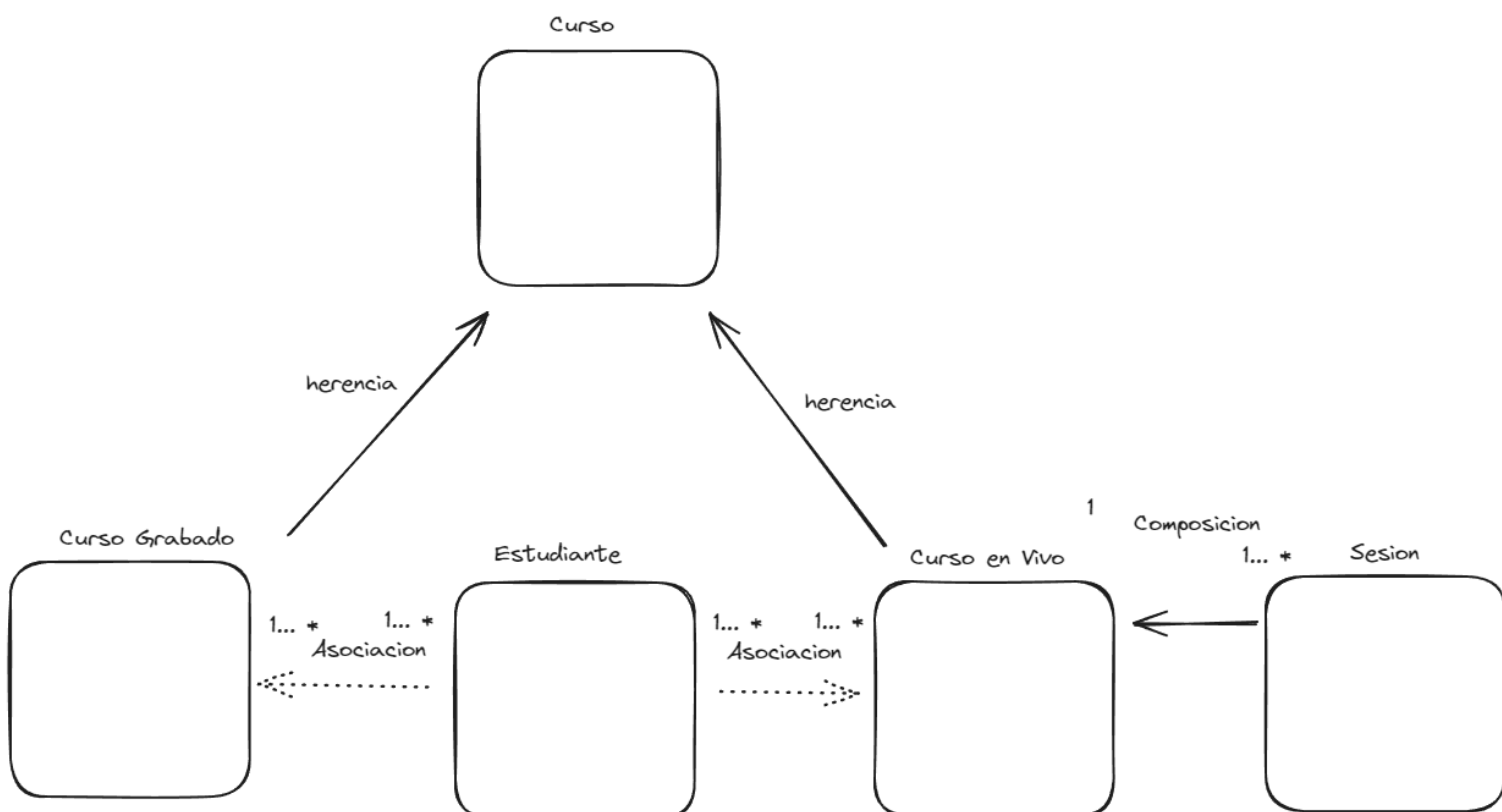 Curso
herencia
herencia
1
Composicion
Curso Grabado
Estudiante
Curso en Vivo
1... *
Sesion
1... *
1... *
Asociacion
1... *
1... *
Asociacion